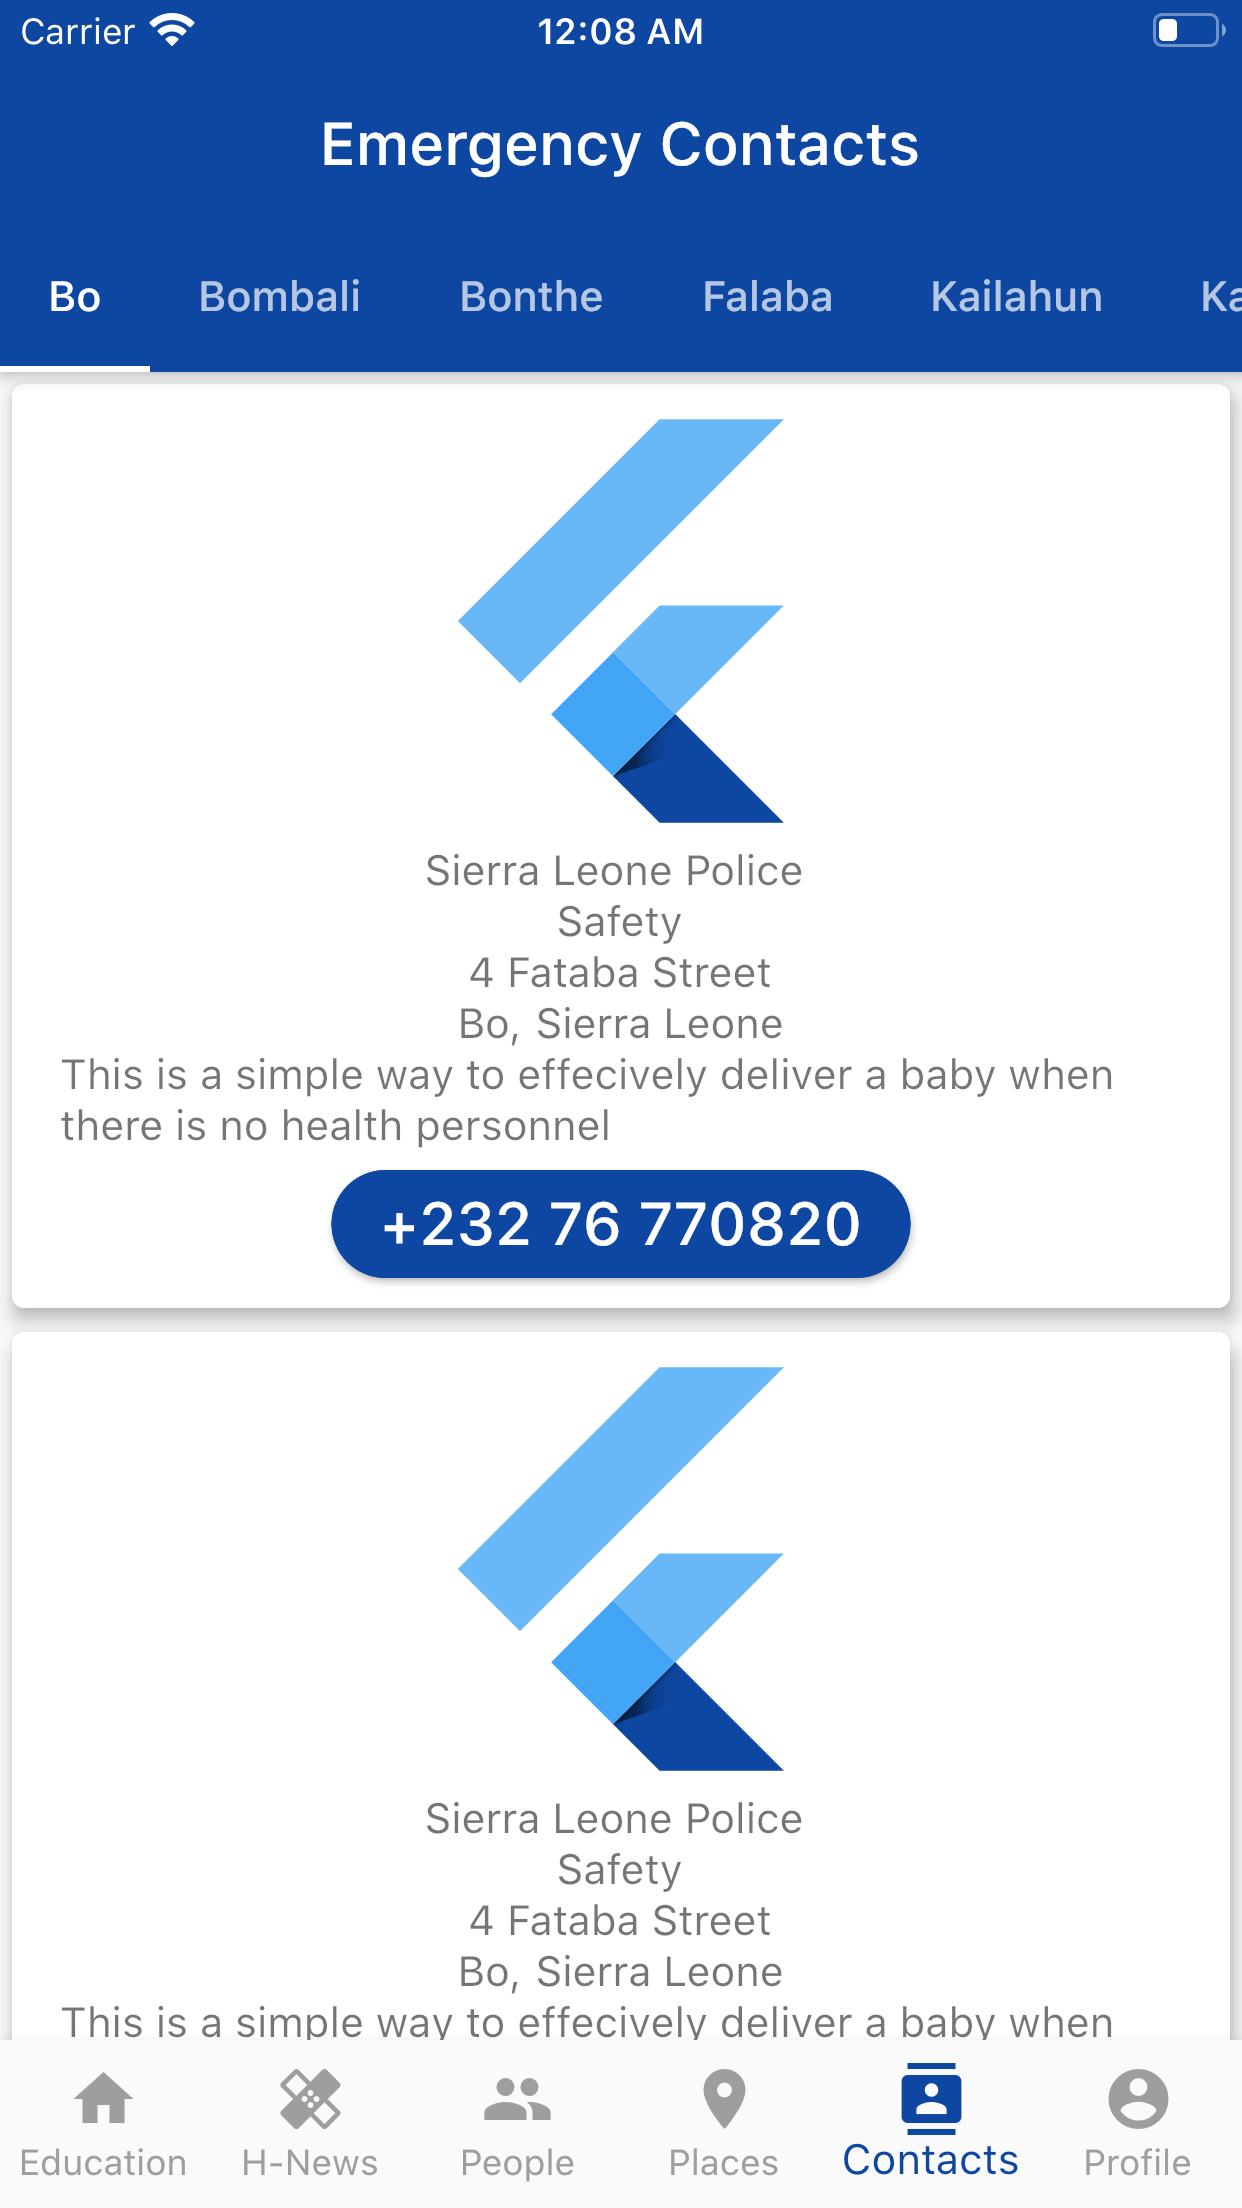 Carrier 12:08 AM
Emergency Contacts
Bo Bombali Bonthe Falaba Kailahun Ka
Sierra Leone Police
Safety
4 Fataba Street
Bo, Sierra Leone
This is a simple way to effecively deliver a baby when
there is no health personnel
+232 76 770820
Sierra Leone Police
Safety
4 Fataba Street
Bo, Sierra Leone
This is a simple way to effecively deliver a baby when
Education H-News People Places Contacts Profile